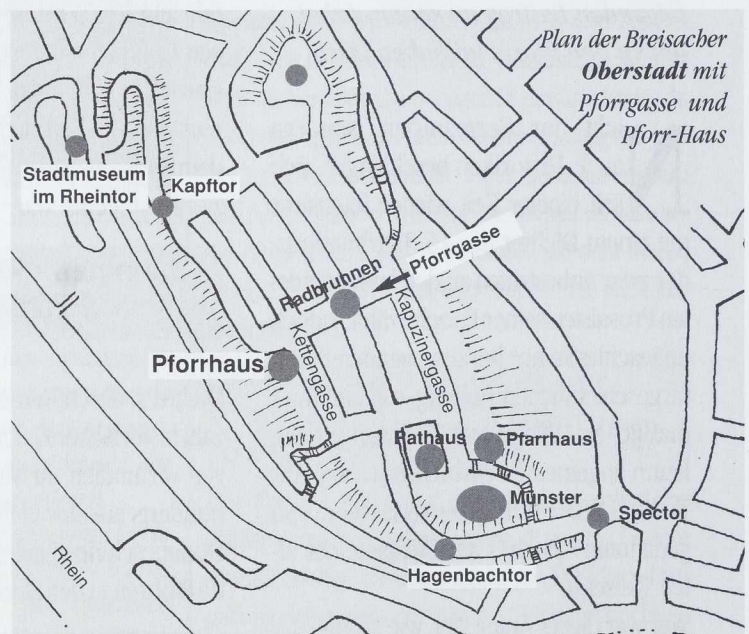 Plan der Breisacher
Oberstadt mit
Pforrgasse und
Pforr-Haus
Stadtmuseum
im Rheintor
Kapftor
Radbrunnen
Pforrgasse
Pforrhaus
Kettengasse
Kapuzinergasse
Rathaus
Pfarrhaus
Münster
Spector
Hagenbachtor
Rhein